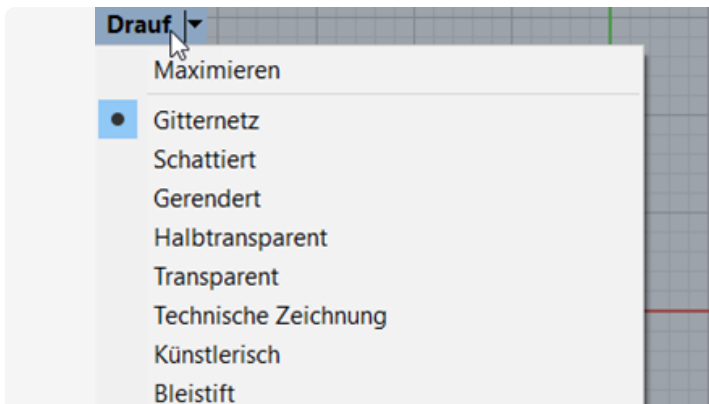 Drauf
Maximieren
Gitternetz
Schattiert
Gerendert
Halbtransparent
Transparent
Technische Zeichnung
Künstlerisch
Bleistift